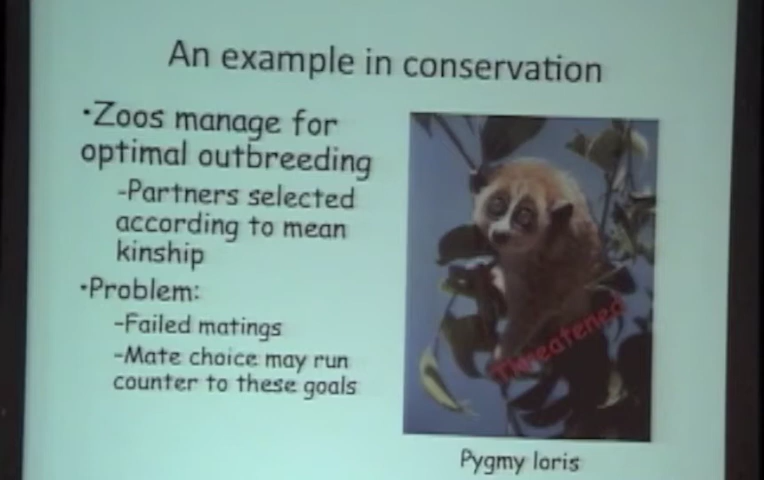 An example in conservation
•Zoos manage for
optimal outbreeding
-Partners selected
according to mean
kinship
•Problem:
-Failed matings
-Mate choice may run
counter to these goals
Threatened
Pygmy loris